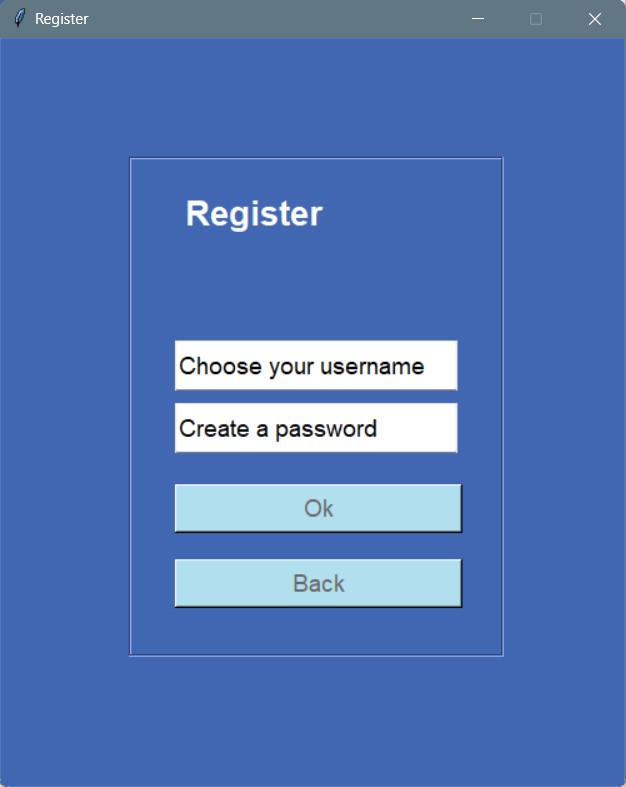 Register
Register
Choose your username
Create a password
Ok
Back